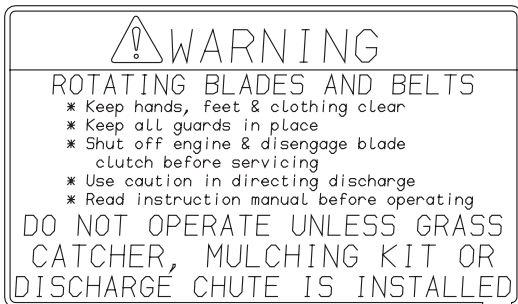 WARNING
ROTATING BLADES AND BELTS
* Keep hands, feet & clothing clear
* Keep all guards in place
* Shut off engine & disengage blade
clutch before servicing
* Use caution in directing discharge
* Read instruction manual before operating
DO NOT OPERATE UNLESS GRASS
CATCHER, MULCHING KIT OR
DISCHARGE CHUTE IS INSTALLED